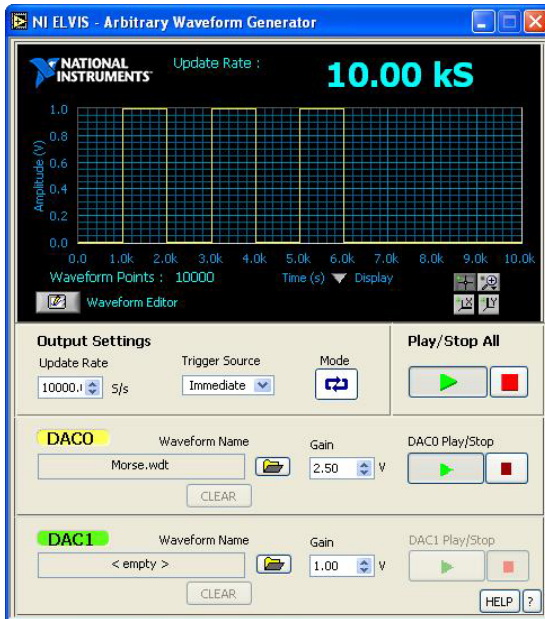 NI ELVIS - Arbitrary Waveform Generator
NATIONAL INSTRUMENTS
Update Rate :
10.00 kS
1.0
0.8
0.6
0.4
0.2
0.0
Amplitude (V)
0.0 1.0k 2.0k 3.0k 4.0k 5.0k 6.0k 7.0k 8.0k 9.0k 10.0k
Waveform Points : 10000
Time (s) Display
Waveform Editor
Output Settings
Update Rate Trigger Source Mode
10000.( S/s Immediate
Play/Stop All
DAC0 Waveform Name Gain DAC0 Play/Stop
Morse.wdt 2.50 V
CLEAR
DAC1 Waveform Name Gain DAC1 Play/Stop
< empty > 1.00 V
CLEAR
HELP ?